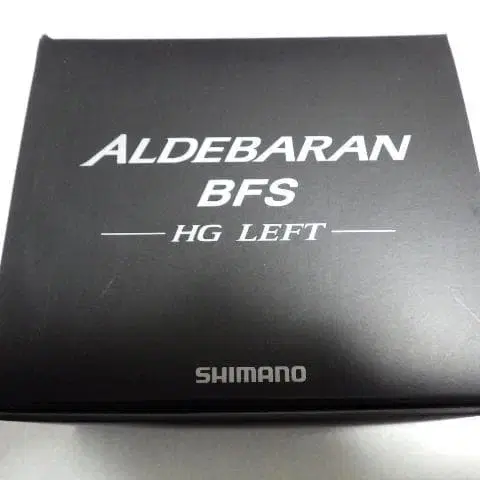 ALDEBARAN
BFS
HG LEFT
SHIMANO